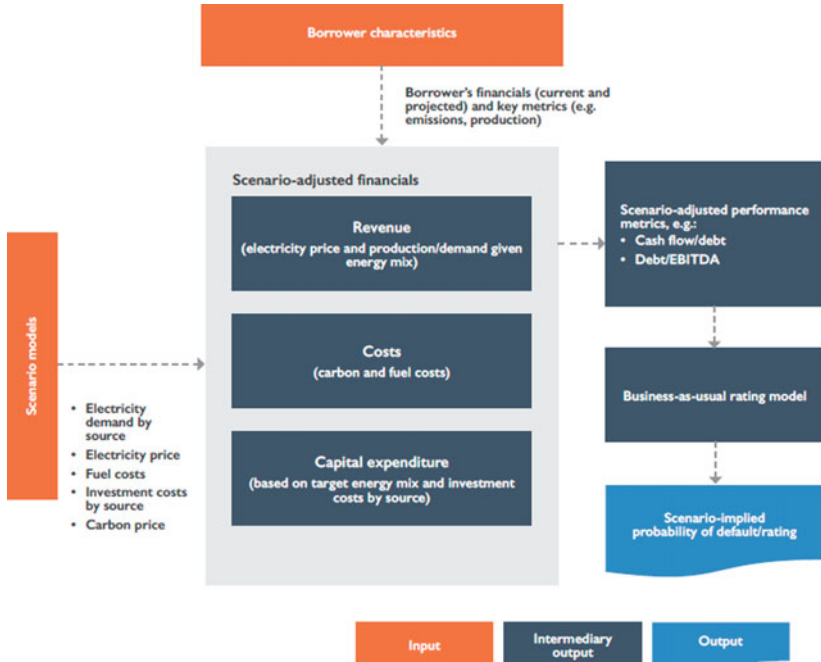 Borrower characteristics
Borrower's financials (current and
projected) and key metrics (e.g.
emissions, production)
Scenario-adjusted financials
Revenue
(electricity price and production/demand given
energy mix)
Costs
(carbon and fuel costs)
Capital expenditure
(based on target energy mix and investment
costs by source)
Scenario models
• Electricity
demand by
source
• Electricity price
• Fuel costs
• Investment costs
by source
• Carbon price
Scenario-adjusted performance
metrics, e.g.:
• Cash flow/debt
• Debt/EBITDA
Business-as-usual rating model
Scenario-implied
probability of default/rating
Input
Intermediary
output
Output